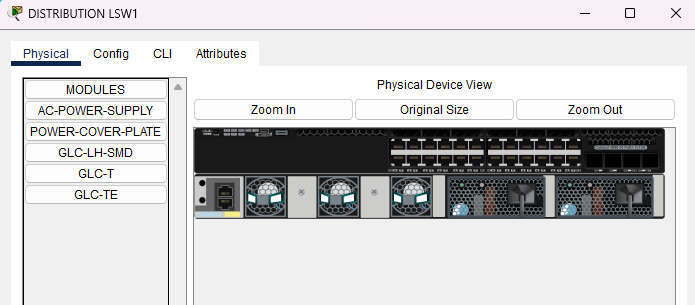 DISTRIBUTION LSW1
Physical Config CLI Attributes
MODULES
AC-POWER-SUPPLY
POWER-COVER-PLATE
GLC-LH-SMD
GLC-T
GLC-TE
Physical Device View
Zoom In Original Size Zoom Out